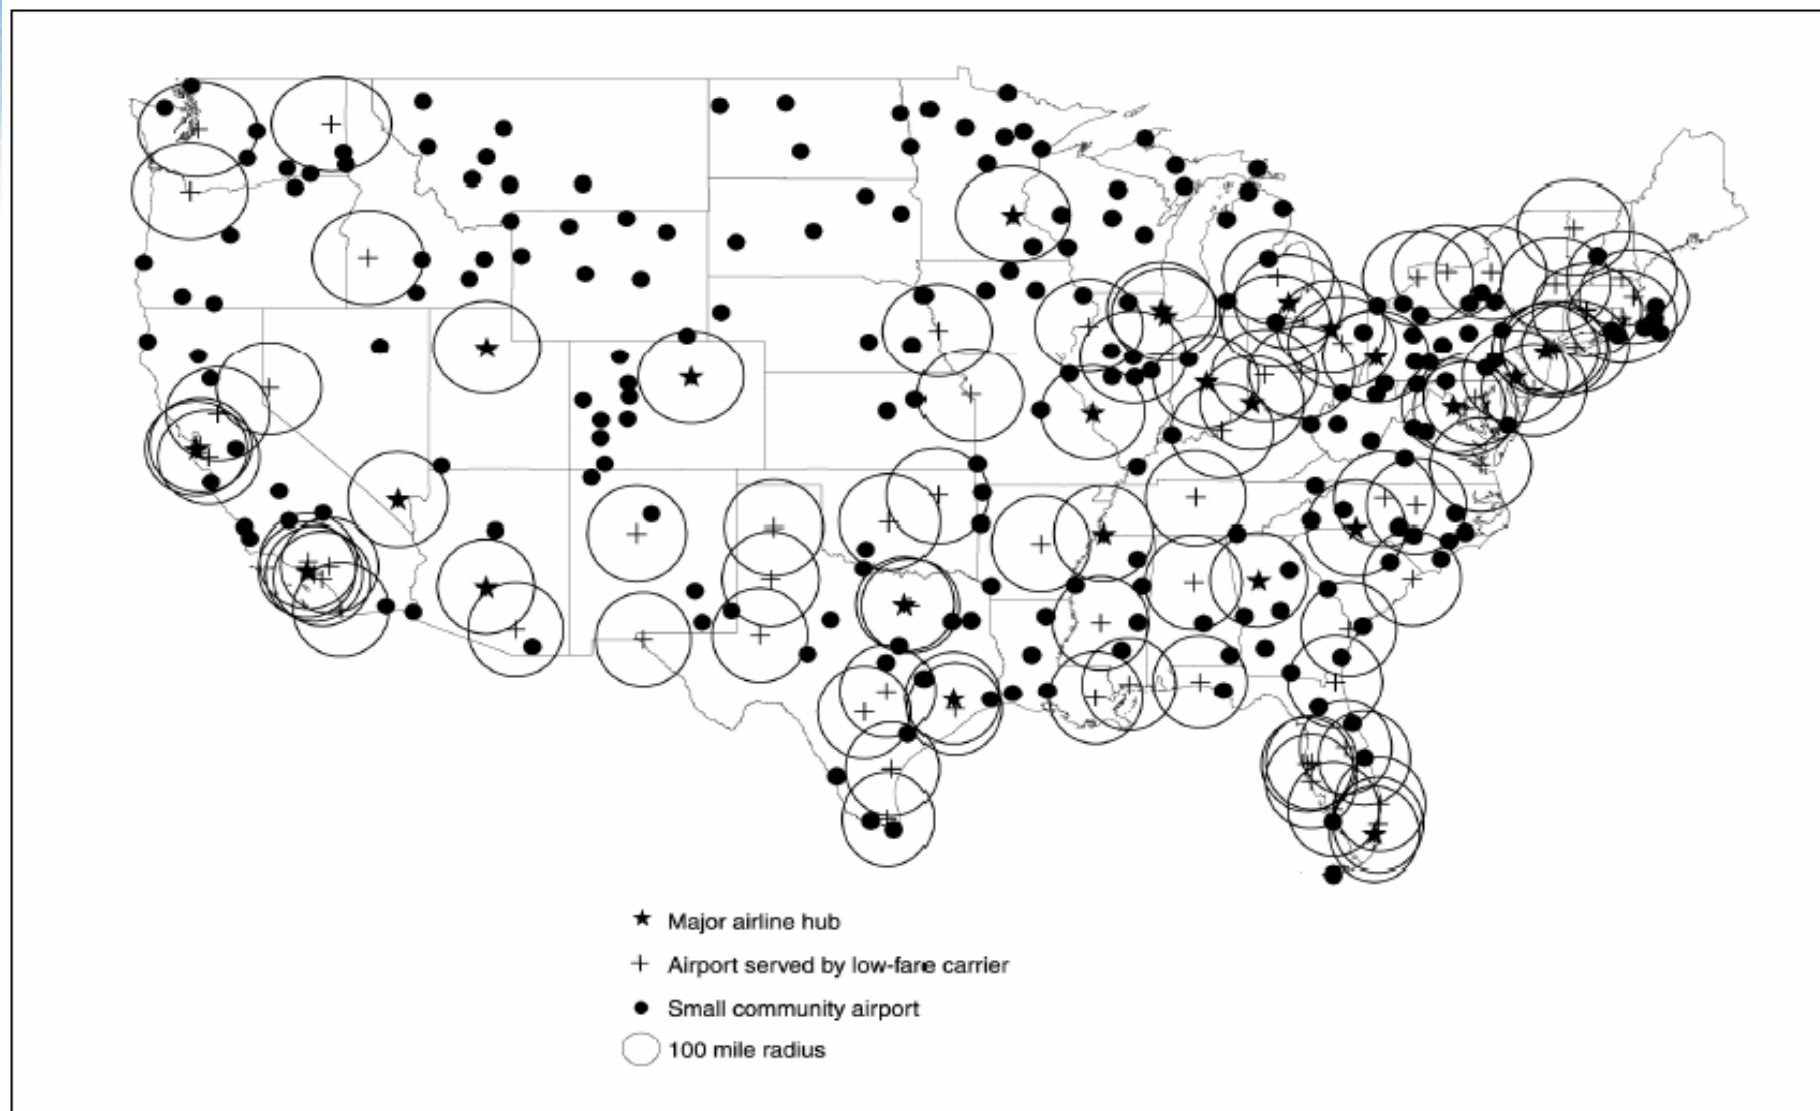 Major airline hub
Airport served by low-fare carrier
Small community airport
100 mile radius